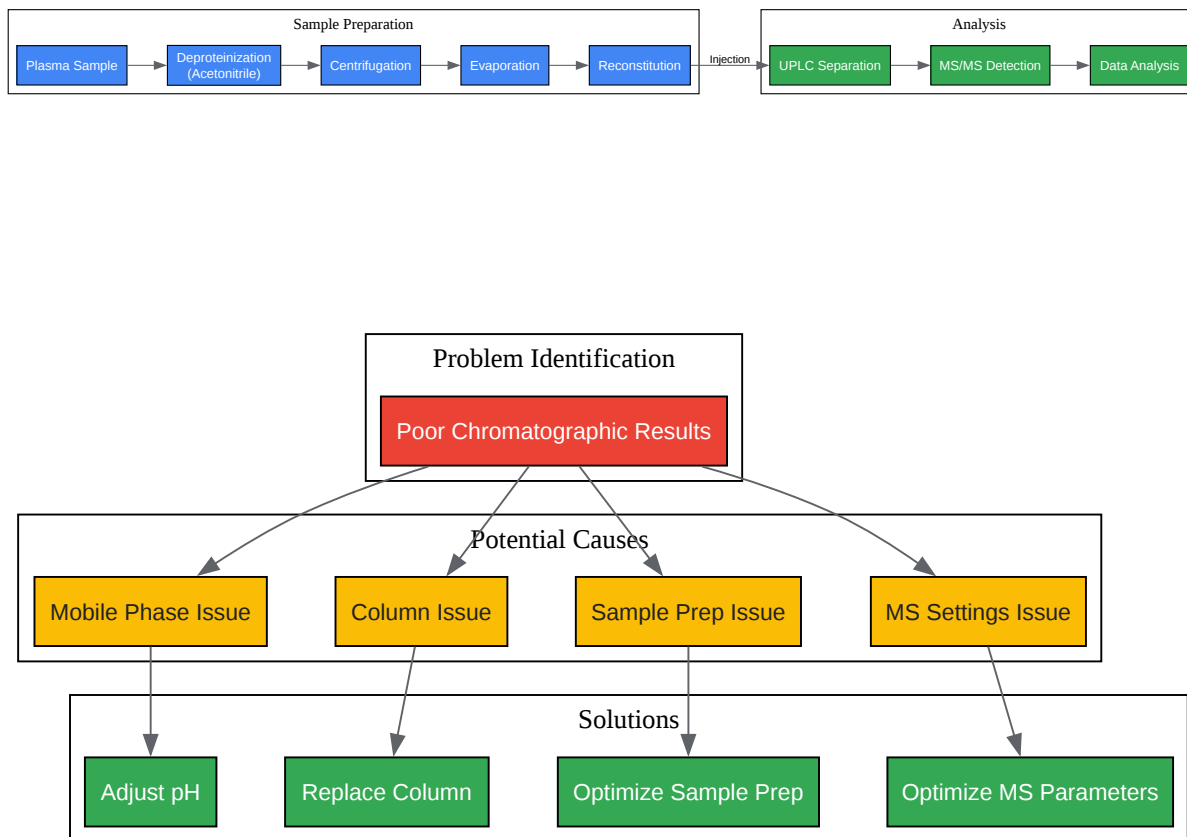 Sample Preparation
Analysis
Plasma Sample
Deproteinization
(Acetonitrile)
Centrifugation
Evaporation
Reconstitution
Injection
UPLC Separation
MS/MS Detection
Data Analysis
Problem Identification
Poor Chromatographic Results
Potential Causes
Mobile Phase Issue
Column Issue
Sample Prep Issue
MS Settings Issue
Solutions
Adjust pH
Replace Column
Optimize Sample Prep
Optimize MS Parameters